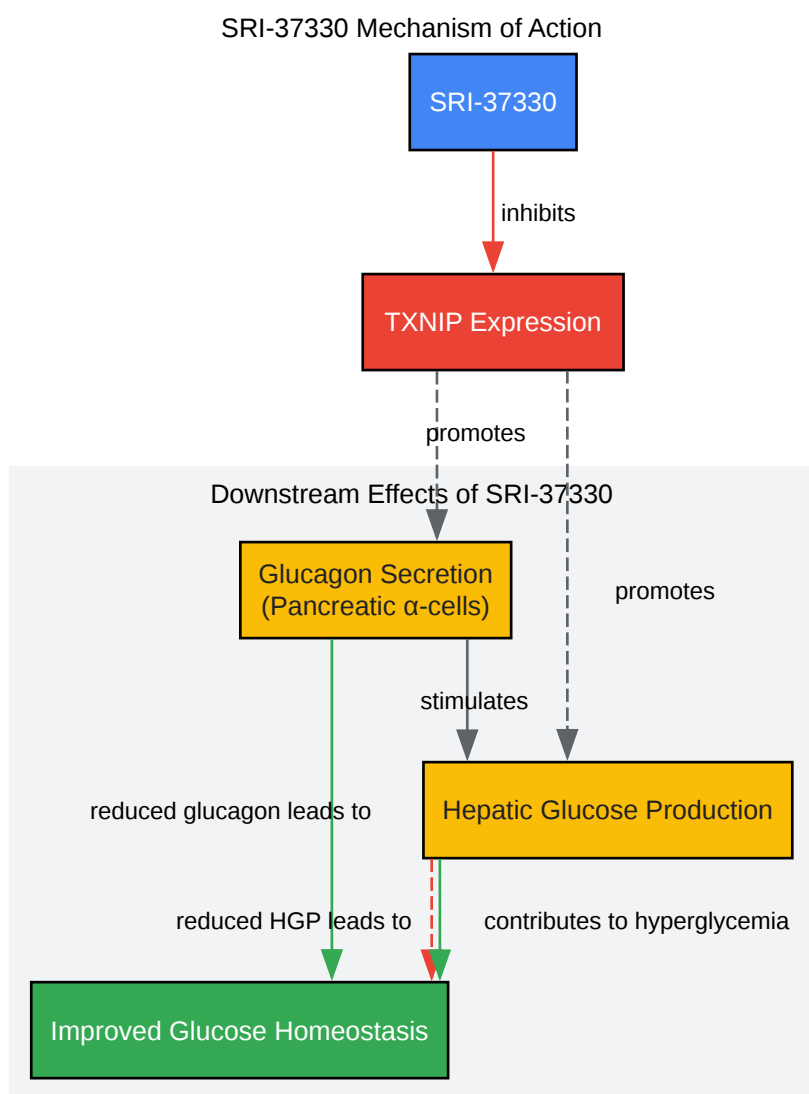 SRI-37330 Mechanism of Action
SRI-37330
inhibits
TXNIP Expression
promotes
Downstream Effects of SRI-37330
Glucagon Secretion
(Pancreatic α-cells)
promotes
stimulates
reduced glucagon leads to
Hepatic Glucose Production
reduced HGP leads to
contributes to hyperglycemia
Improved Glucose Homeostasis